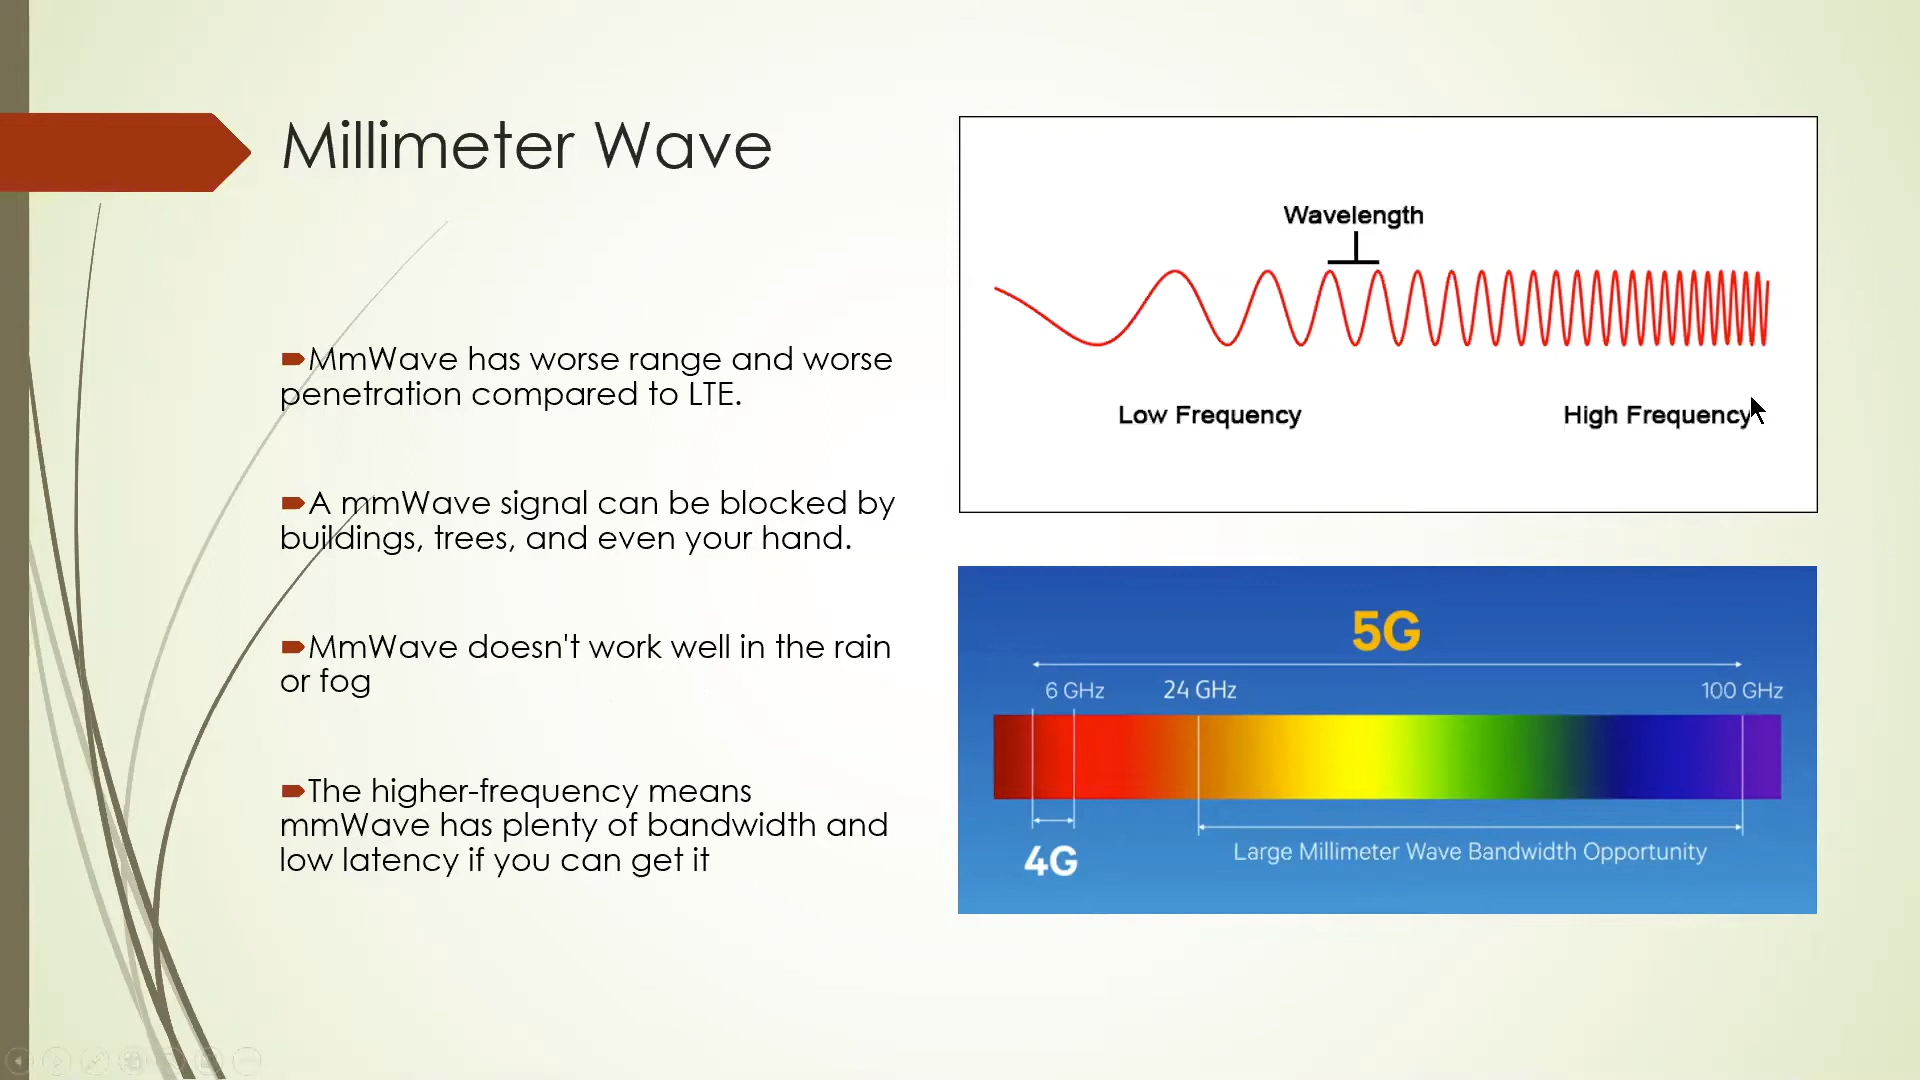 Millimeter Wave
MmWave has worse range and worse
penetration compared to LTE.
A mmWave signal can be blocked by
buildings, trees, and even your hand.
MmWave doesn't work well in the rain
or fog
The higher-frequency means
mmWave has plenty of bandwidth and
low latency if you can get it
Wavelength
Low Frequency High Frequency
5G
6 GHz 24 GHz 100 GHz
4G
Large Millimeter Wave Bandwidth Opportunity